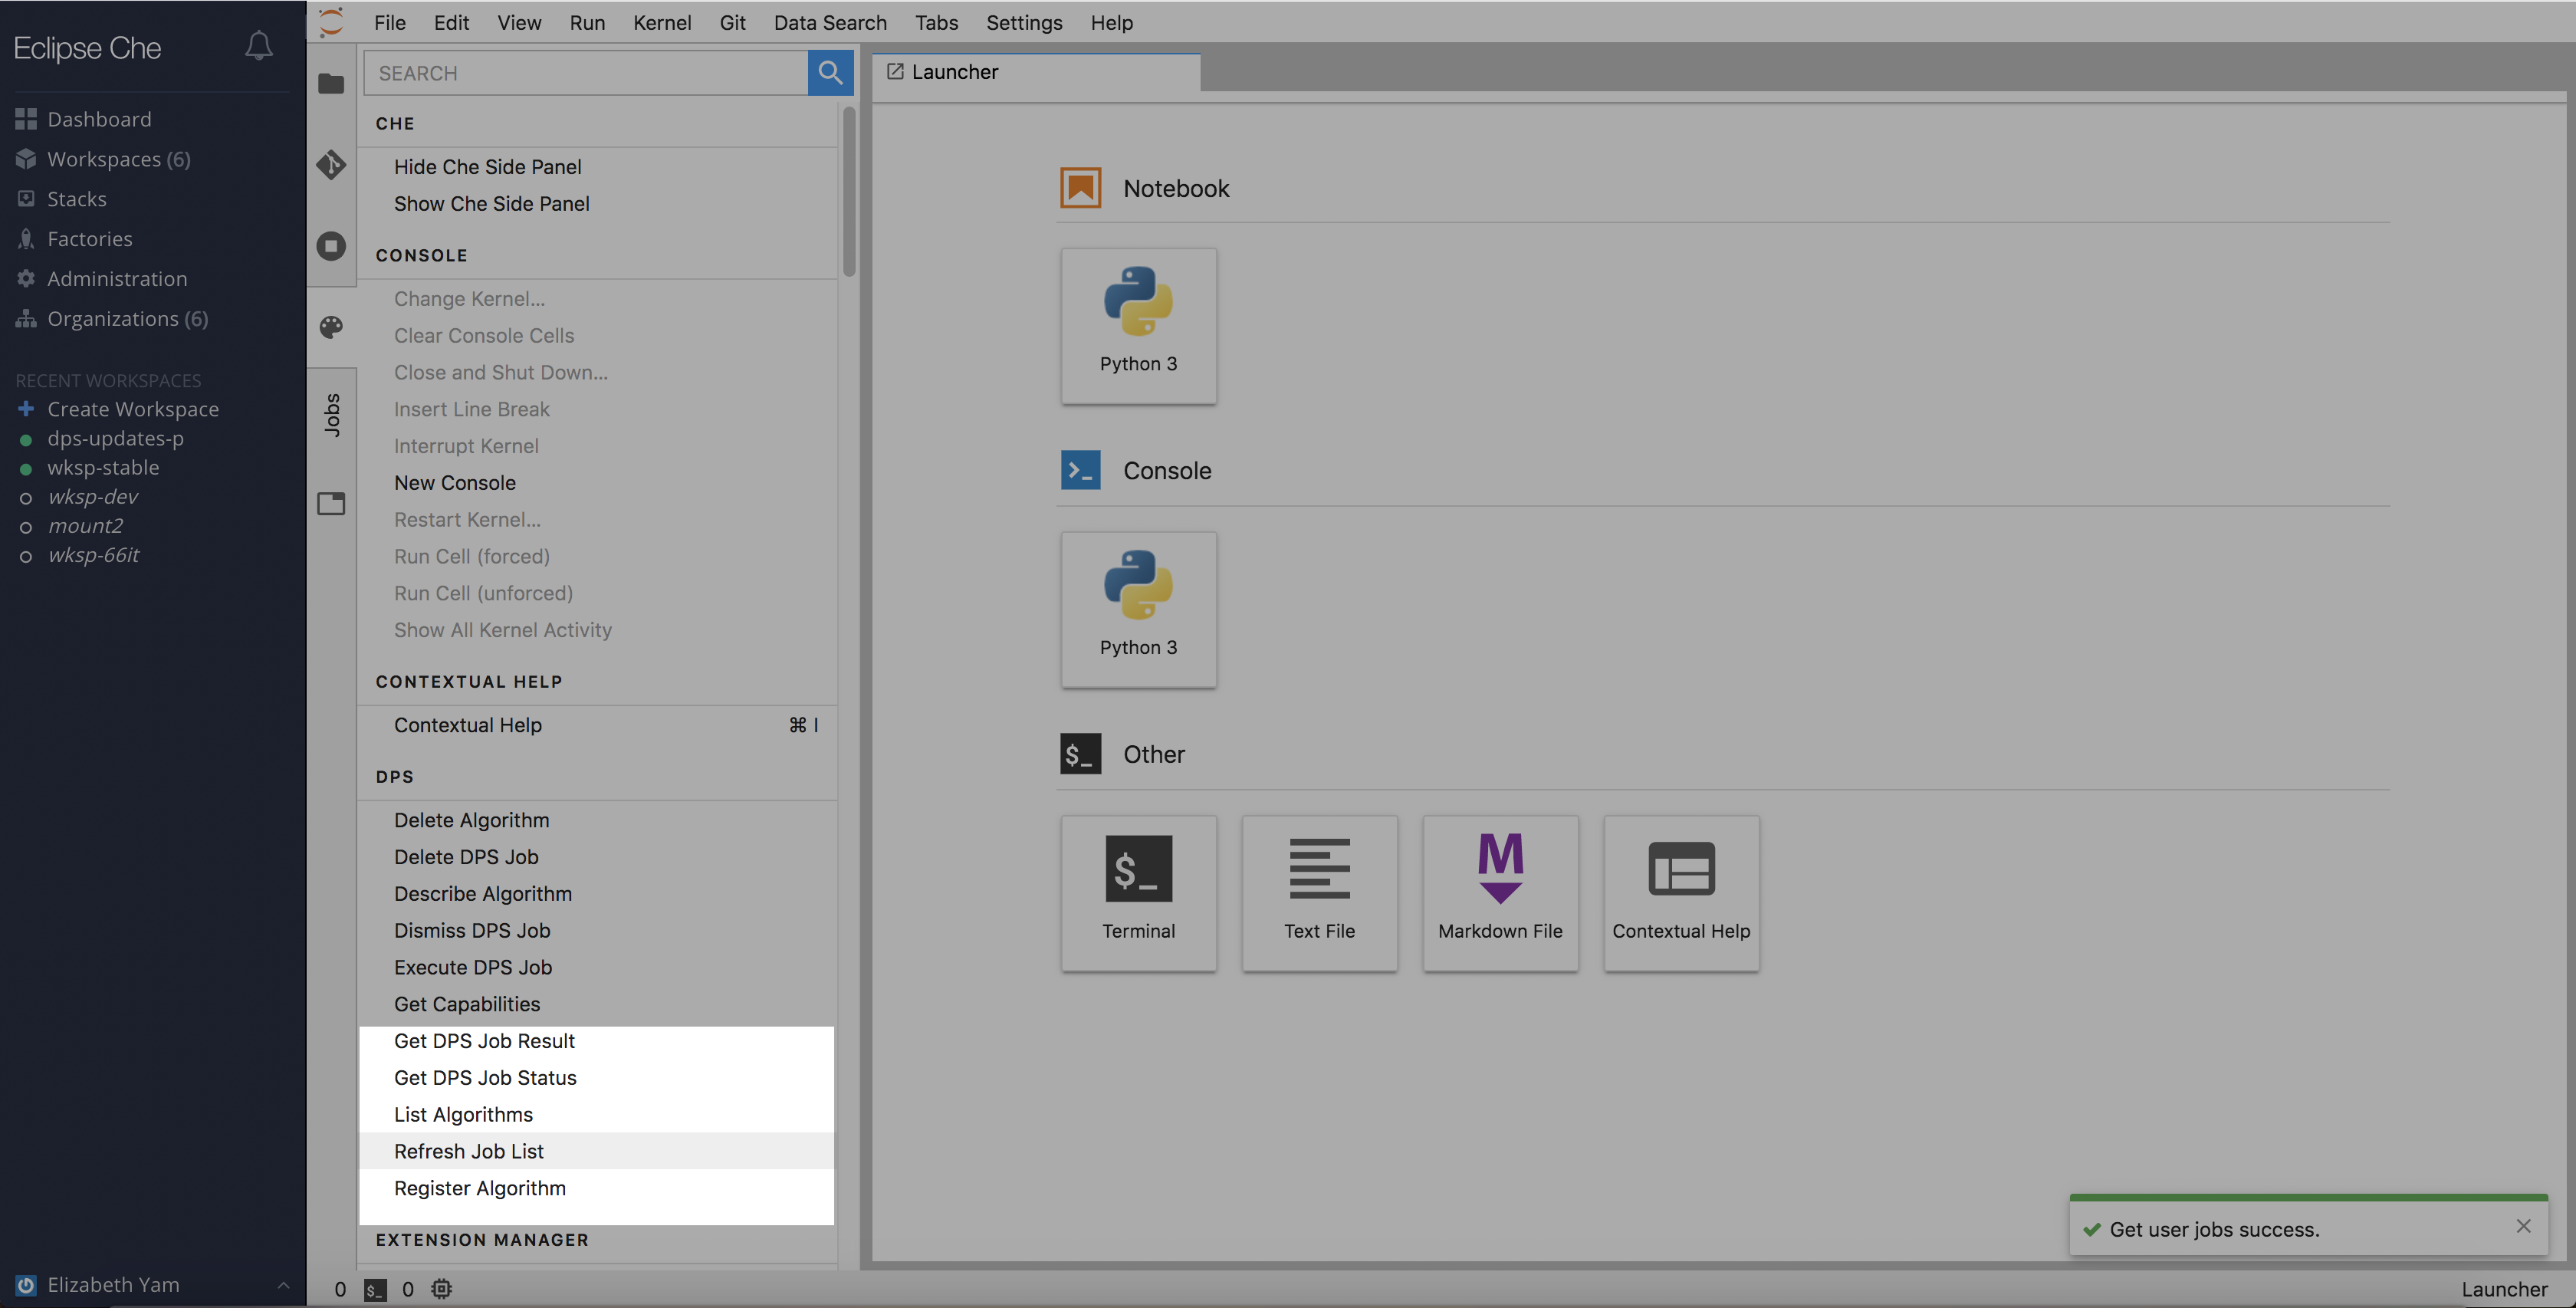 Eclipse Che
Dashboard
Workspaces (6)
Stacks
Factories
Administration
Organizations (6)
RECENT WORKSPACES
Create Workspace
dps-updates-p
wksp-stable
wksp-dev
mount2
wksp-66it
Elizabeth Yam
File Edit View Run Kernel Git Data Search Tabs Settings Help
Jobs
SEARCH
CHE
Hide Che Side Panel
Show Che Side Panel
CONSOLE
Change Kernel...
Clear Console Cells
Close and Shut Down...
Insert Line Break
Interrupt Kernel
New Console
Restart Kernel...
Run Cell (forced)
Run Cell (unforced)
Show All Kernel Activity
CONTEXTUAL HELP
Contextual Help ⌘ I
DPS
Delete Algorithm
Delete DPS Job
Describe Algorithm
Dismiss DPS Job
Execute DPS Job
Get Capabilities
Get DPS Job Result
Get DPS Job Status
List Algorithms
Refresh Job List
Register Algorithm
EXTENSION MANAGER
Launcher
Notebook
Python 3
>_ Console
Python 3
$_ Other
$_
Terminal
Text File
M
Markdown File
Contextual Help
Get user jobs success.
0 $_ 0
Launcher